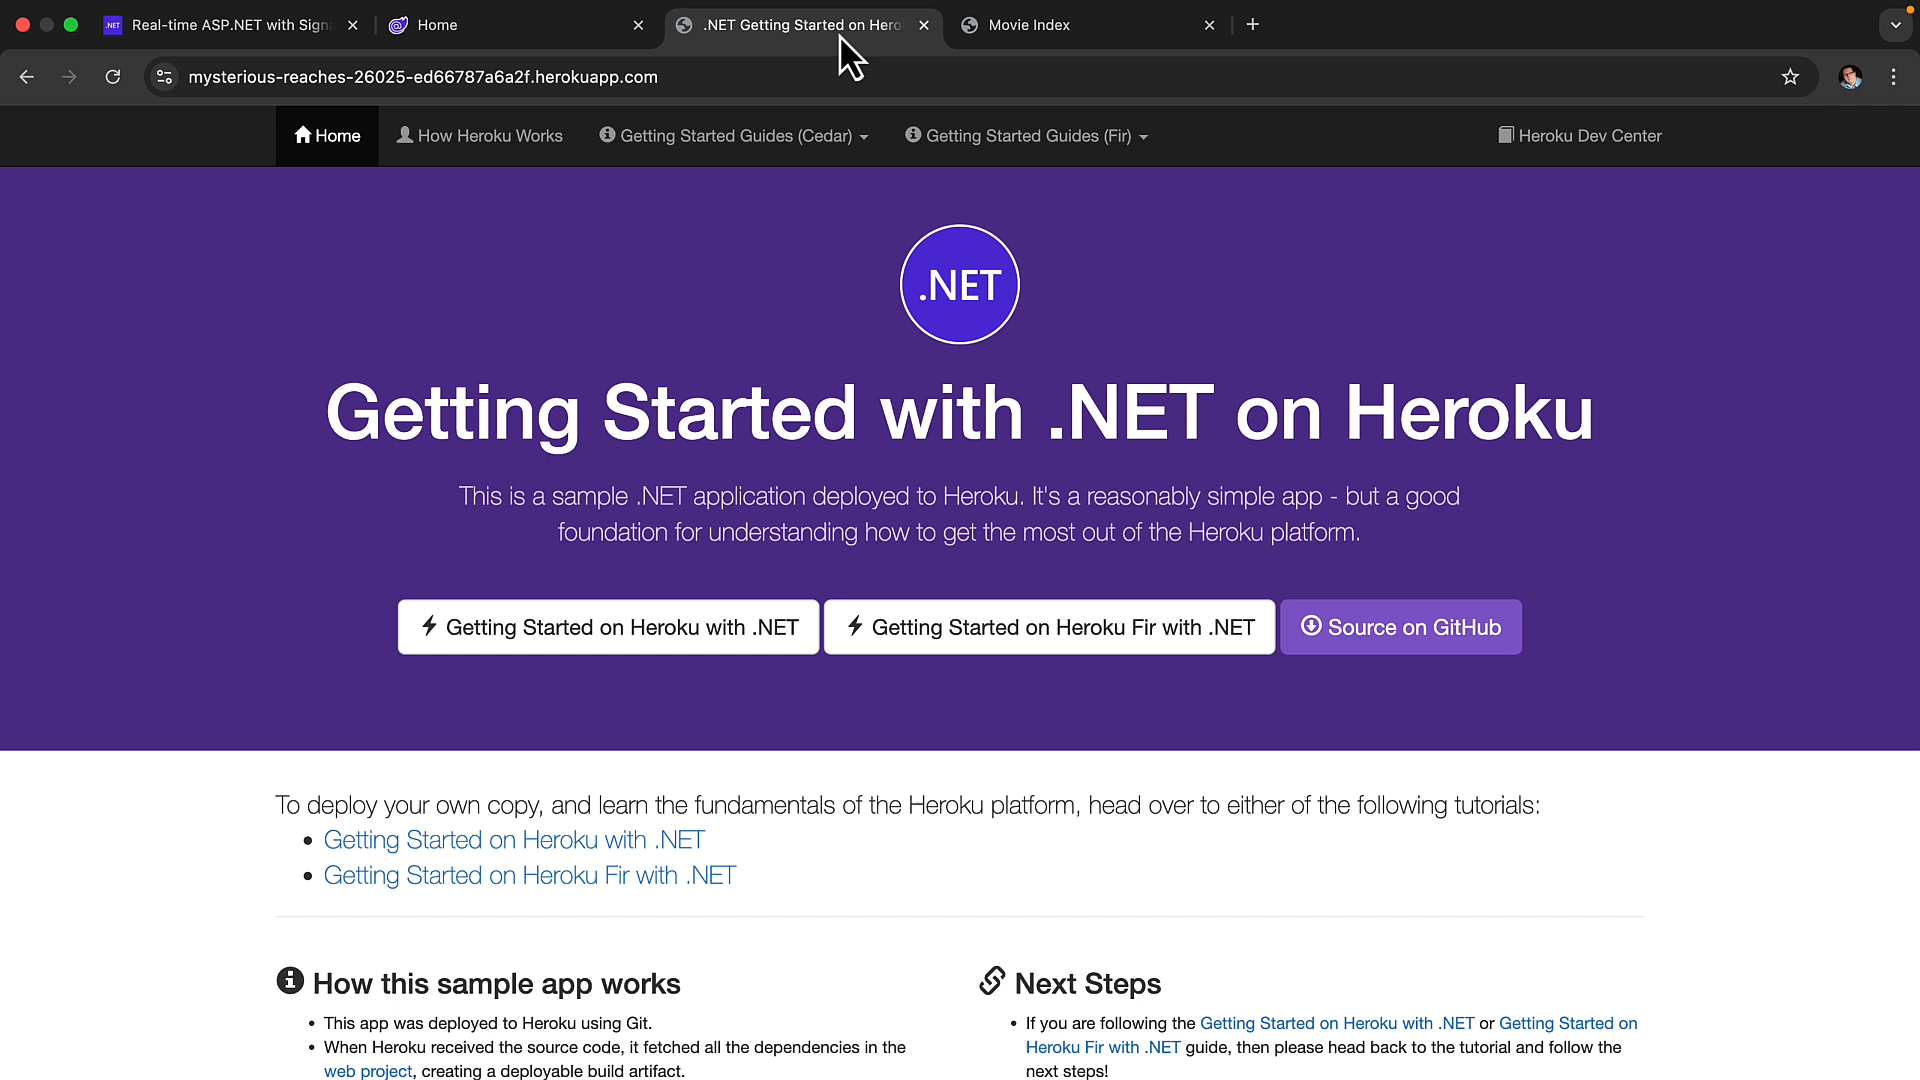 .NET Real-time ASP.NET with Signa
Home
.NET Getting Started on Hero
Movie Index
mysterious-reaches-26025-ed66787a6a2f.herokuapp.com
Home
How Heroku Works
Getting Started Guides (Cedar)
Getting Started Guides (Fir)
Heroku Dev Center
.NET
Getting Started with .NET on Heroku
This is a sample .NET application deployed to Heroku. It's a reasonably simple app - but a good
foundation for understanding how to get the most out of the Heroku platform.
Getting Started on Heroku with .NET
Getting Started on Heroku Fir with .NET
Source on GitHub
To deploy your own copy, and learn the fundamentals of the Heroku platform, head over to either of the following tutorials:
• Getting Started on Heroku with .NET
• Getting Started on Heroku Fir with .NET
How this sample app works
• This app was deployed to Heroku using Git.
• When Heroku received the source code, it fetched all the dependencies in the
web project, creating a deployable build artifact.
Next Steps
• If you are following the Getting Started on Heroku with .NET or Getting Started on
Heroku Fir with .NET guide, then please head back to the tutorial and follow the
next steps!